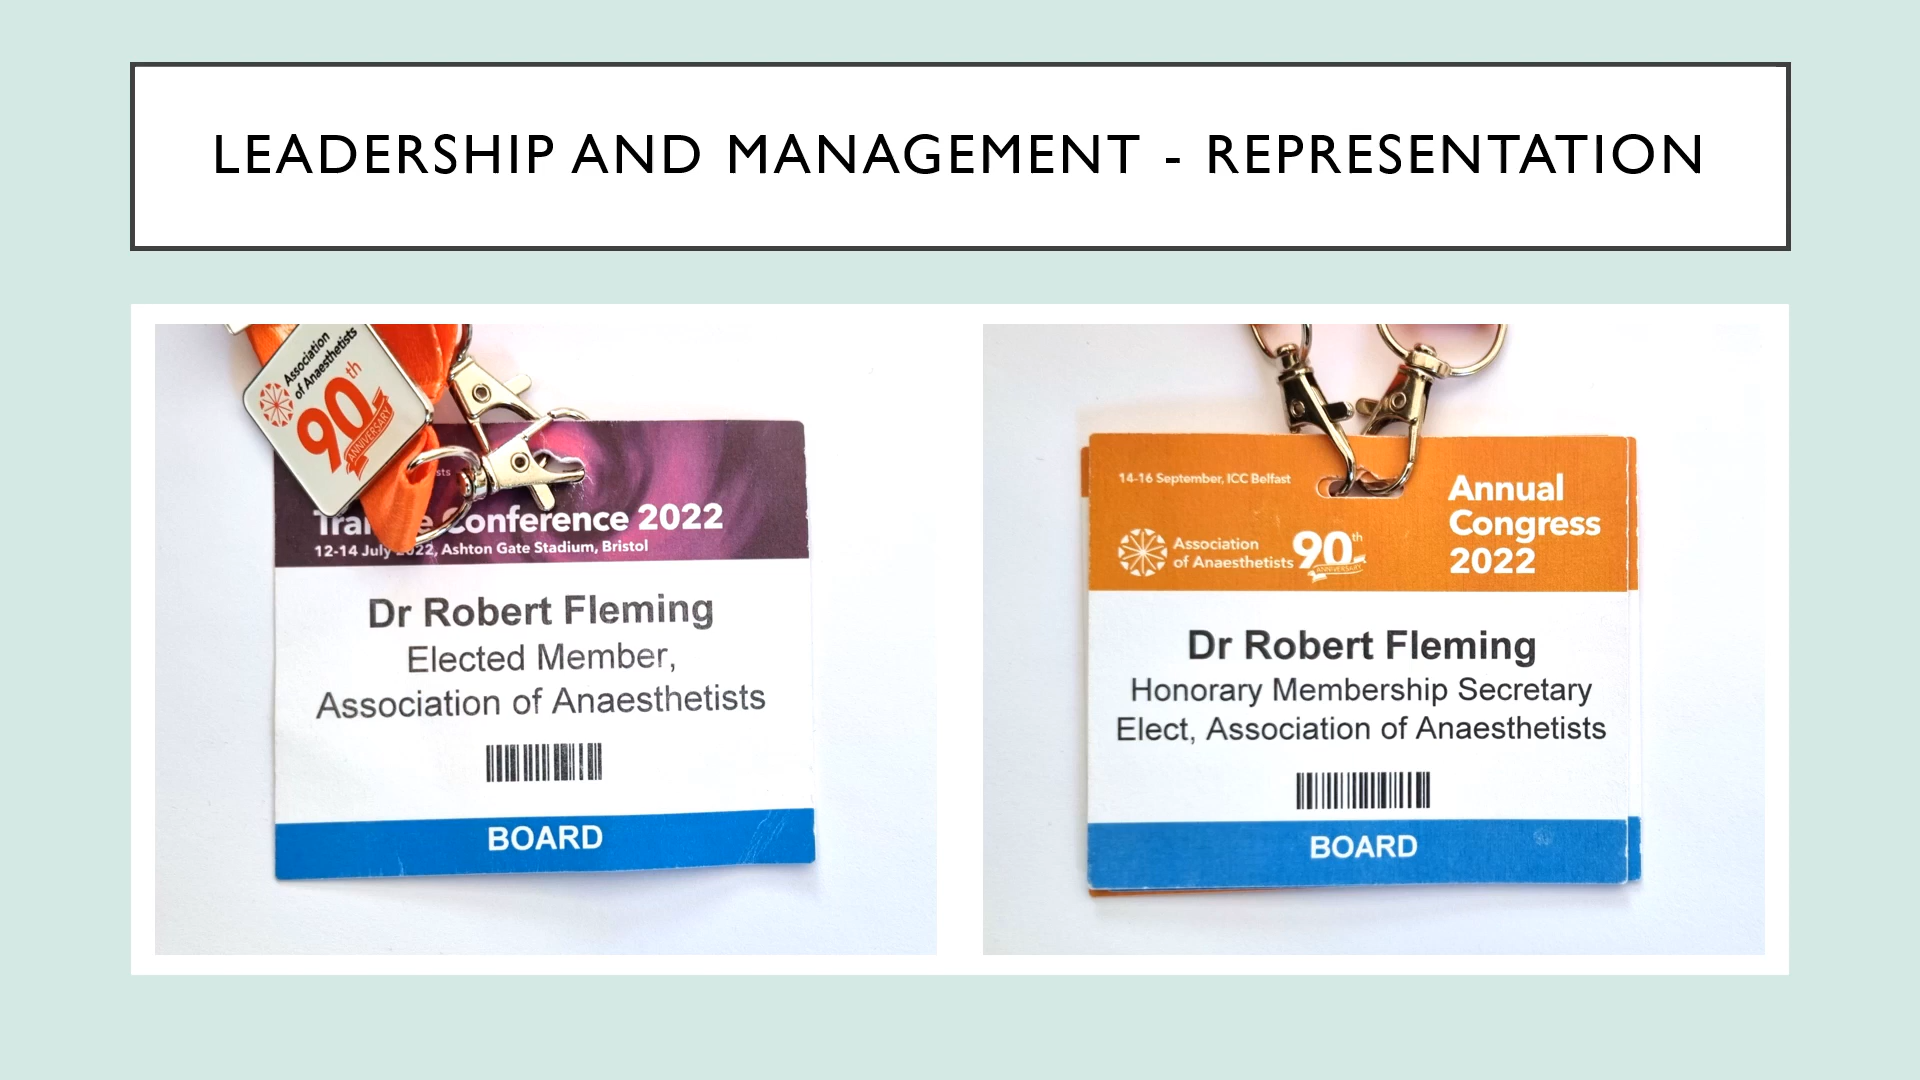 LEADERSHIP AND MANAGEMENT - REPRESENTATION
Association
of Anaesthetists
90th
ANNIVERSARY
Conference 2022
12-14 July 2022, Ashton Gate Stadium, Bristol
Dr Robert Fleming
Elected Member,
Association of Anaesthetists
BOARD
14-16 September, ICC Belfast
Annual
Congress
2022
Association
of Anaesthetists
90th
ANNIVERSARY
Dr Robert Fleming
Honorary Membership Secretary
Elect, Association of Anaesthetists
BOARD